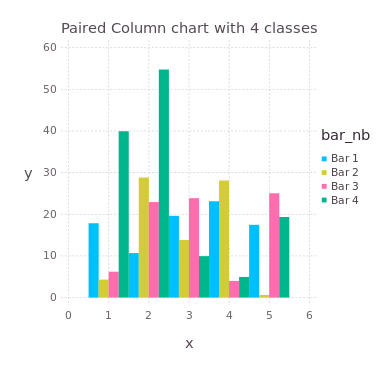 Paired Column chart with 4 classes
60
50
40
30
20
10
0
y
0 1 2 3 4 5 6
x
bar_nb
Bar 1
Bar 2
Bar 3
Bar 4